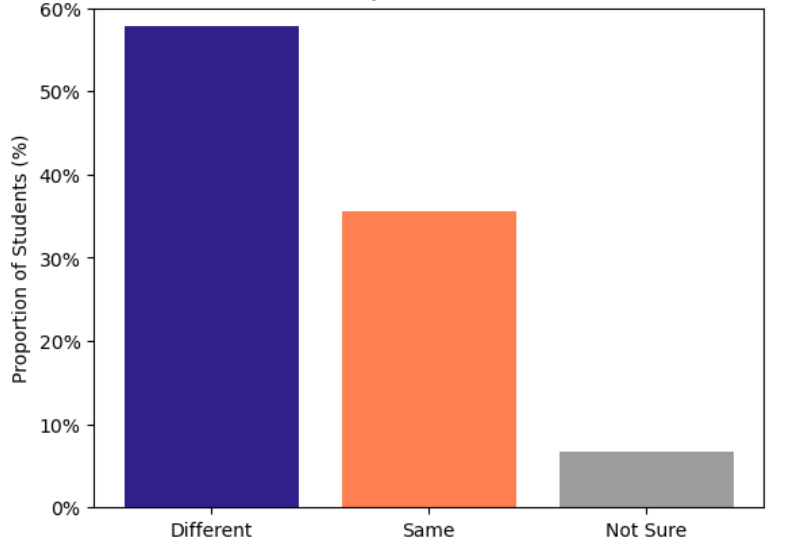 60%
50%
40%
30%
20%
10%
0%
Proportion of Students (%)
Different
Same
Not Sure